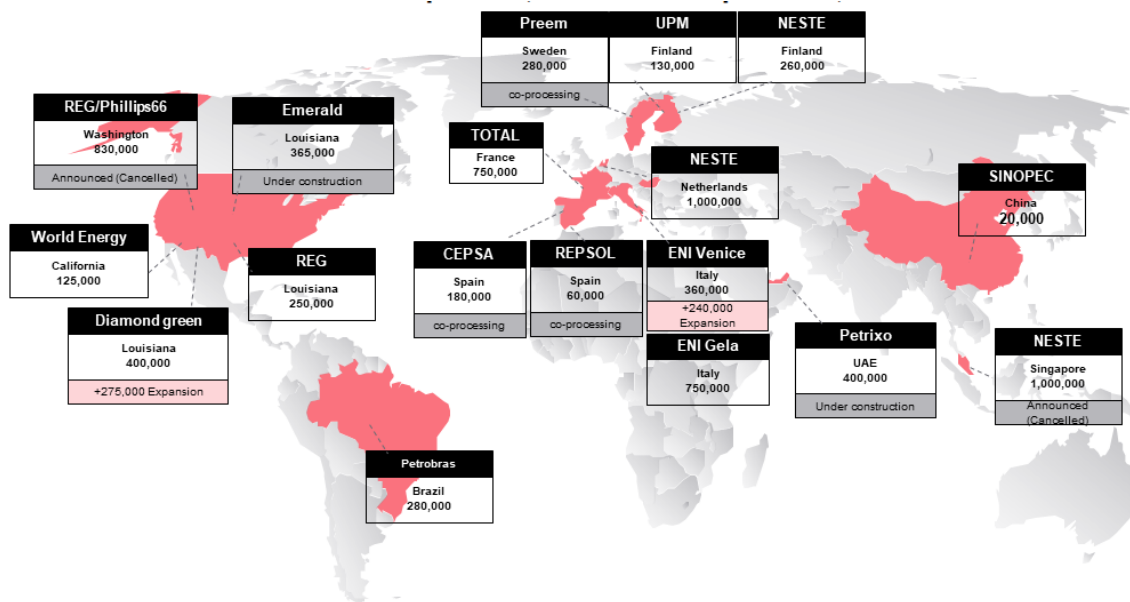 Preem
Sweden
280,000
co-processing
UPM
Finland
130,000
NESTE
Finland
260,000
REG/Phillips66
Washington
830,000
Announced (Cancelled)
Emerald
Louisiana
365,000
Under construction
TOTAL
France
750,000
NESTE
Netherlands
1,000,000
SINOPEC
China
20,000
World Energy
California
125,000
REG
Louisiana
250,000
CEPSA
Spain
180,000
co-processing
REPSOL
Spain
60,000
co-processing
ENI Venice
Italy
360,000
+240,000
Expansion
Diamond green
Louisiana
400,000
+275,000 Expansion
ENI Gela
Italy
750,000
Petrixo
UAE
400,000
Under construction
NESTE
Singapore
1,000,000
Announced
(Cancelled)
Petrobras
Brazil
280,000